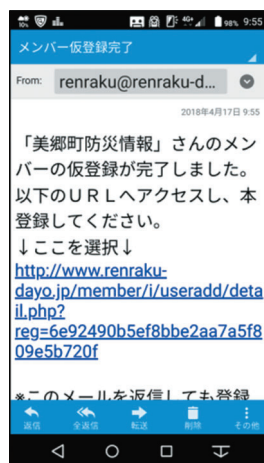 10%
4G+
98% 9:55
メンバー仮登録完了
From: renraku@renraku-d...
2018年4月17日 9:55
「美郷町防災情報」さんのメン
バーの仮登録が完了しました。
以下のＵＲＬへアクセスし、本
登録してください。
↓ここを選択↓
http://www.renraku-
dayo.jp/member/i/useradd/deta
il.php?
reg=6e92490b5ef8bbe2aa7a5f8
09e5b720f
※このメールを返信しても登録
返信 全返信 転送 削除 その他